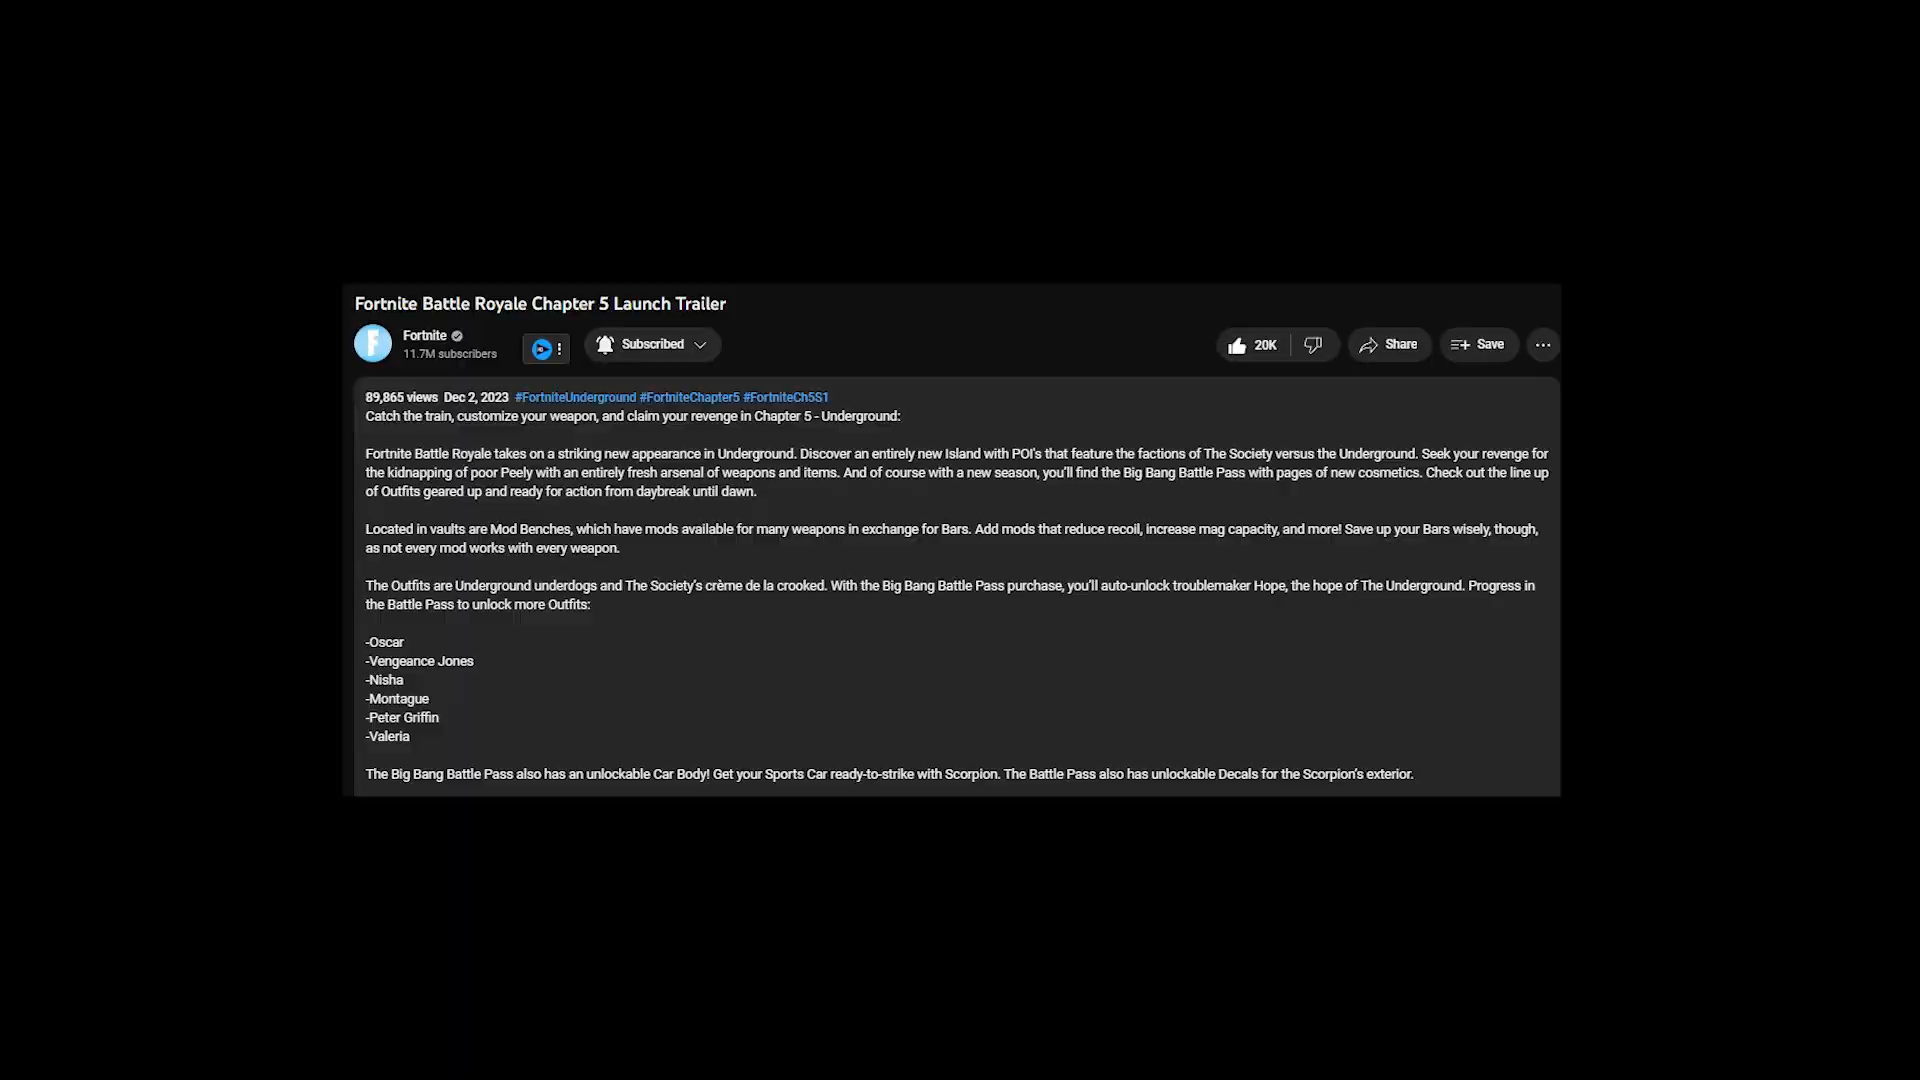 Fortnite Battle Royale Chapter 5 Launch Trailer
Fortnite
11.7M subscribers
Subscribed
20K
Share
Save
89,865 views Dec 2, 2023 #FortniteUnderground #FortniteChapter5 #FortniteCh5S1
Catch the train, customize your weapon, and claim your revenge in Chapter 5 - Underground:
Fortnite Battle Royale takes on a striking new appearance in Underground. Discover an entirely new Island with POI's that feature the factions of The Society versus the Underground. Seek your revenge for
the kidnapping of poor Peely with an entirely fresh arsenal of weapons and items. And of course with a new season, you'll find the Big Bang Battle Pass with pages of new cosmetics. Check out the line up
of Outfits geared up and ready for action from daybreak until dawn.
Located in vaults are Mod Benches, which have mods available for many weapons in exchange for Bars. Add mods that reduce recoil, increase mag capacity, and more! Save up your Bars wisely, though,
as not every mod works with every weapon.
The Outfits are Underground underdogs and The Society's crème de la crooked. With the Big Bang Battle Pass purchase, you'll auto-unlock troublemaker Hope, the hope of The Underground. Progress in
the Battle Pass to unlock more Outfits:
-Oscar
-Vengeance Jones
-Nisha
-Montague
-Peter Griffin
-Valeria
The Big Bang Battle Pass also has an unlockable Car Body! Get your Sports Car ready-to-strike with Scorpion. The Battle Pass also has unlockable Decals for the Scorpion's exterior.